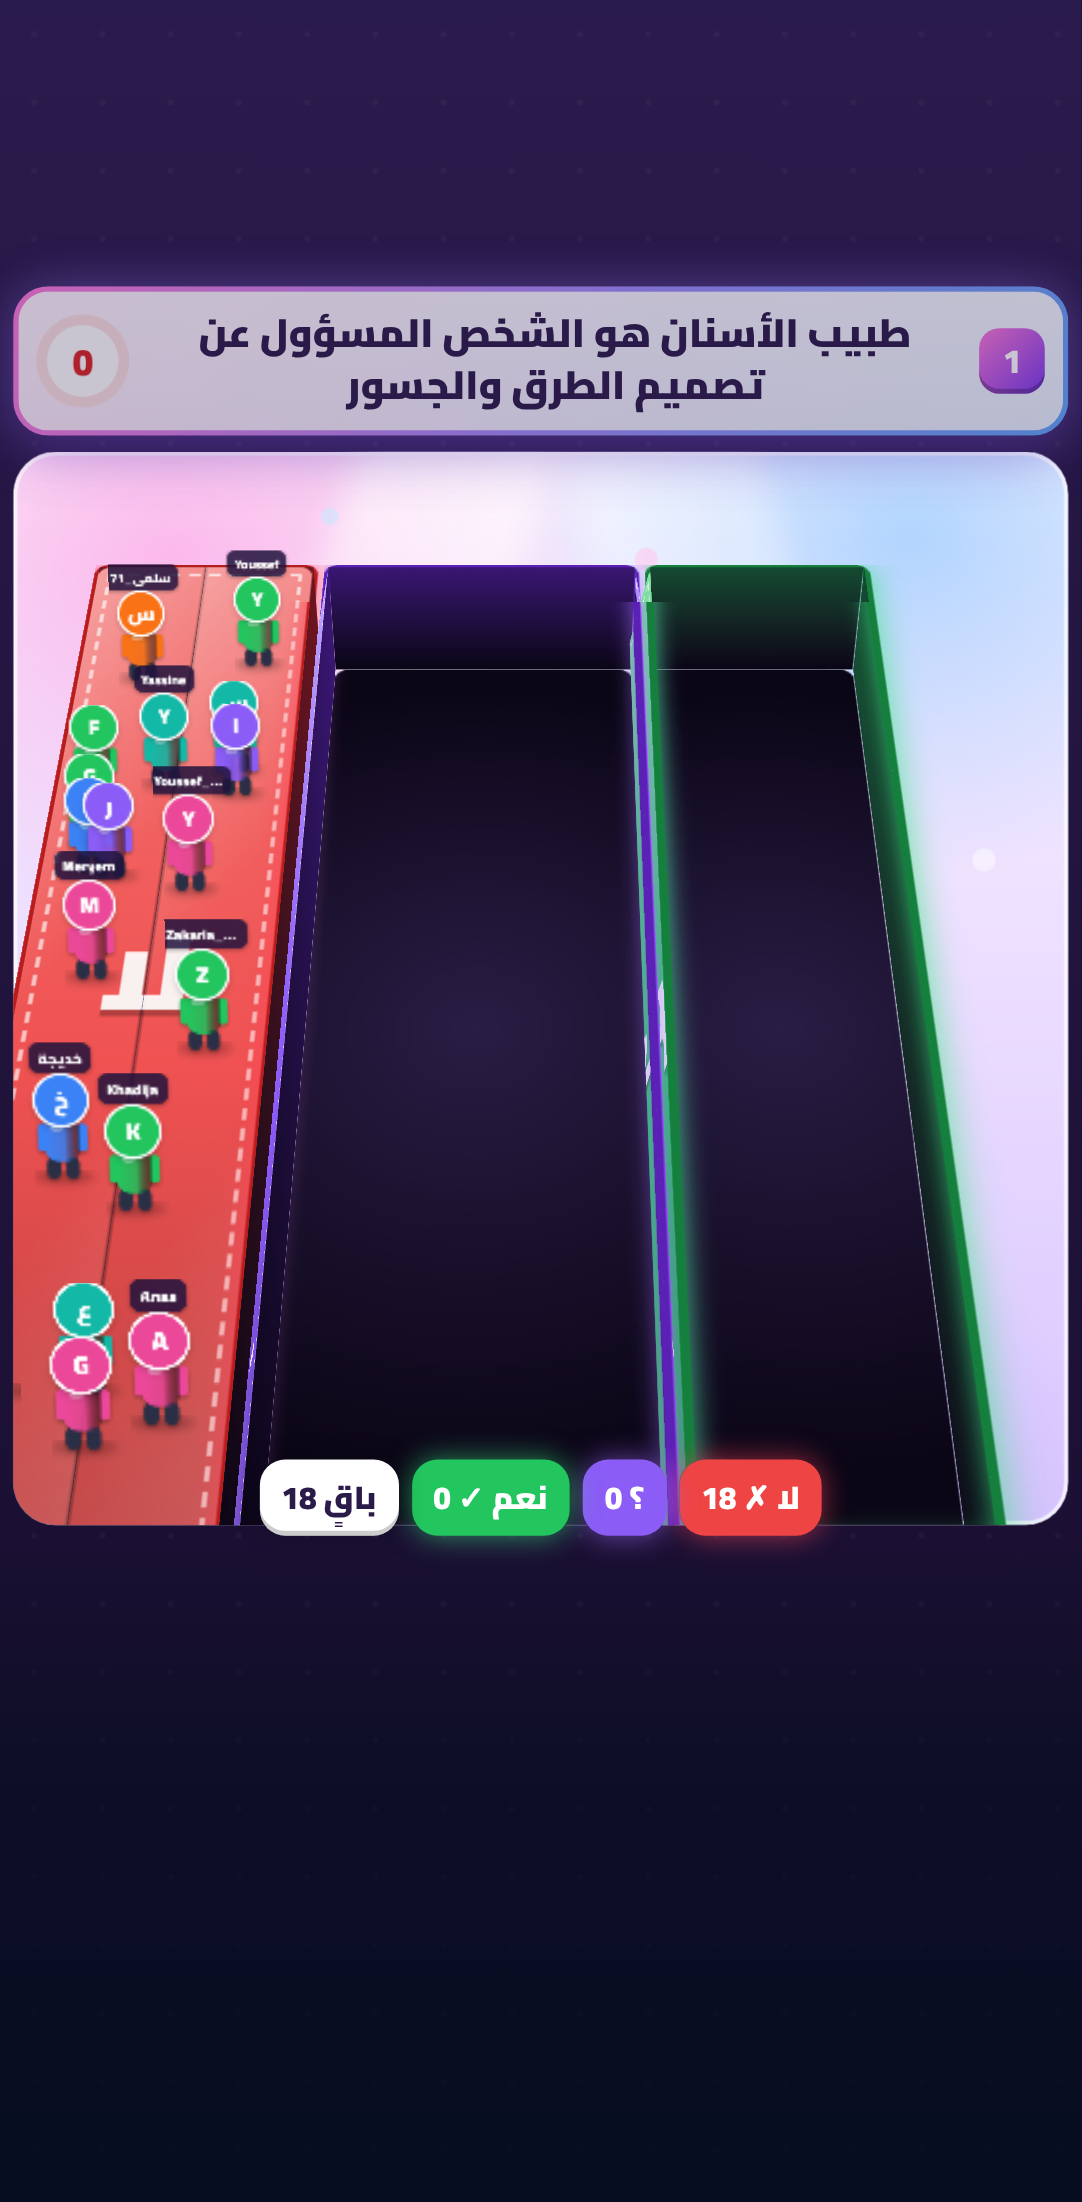 1
طبيب الأسنان هو الشخص المسؤول عن
تصميم الطرق والجسور
0
Youssef
سلمى_71
Y
س
Yassine
Y
I
F
G
J
Youssef_...
Y
Meryem
M
Zakaria_...
Z
لا
خديجة
خ
Khadija
K
ع
Anas
A
G
لا ✗ 18
؟ 0
نعم ✓ 0
باقٍ 18